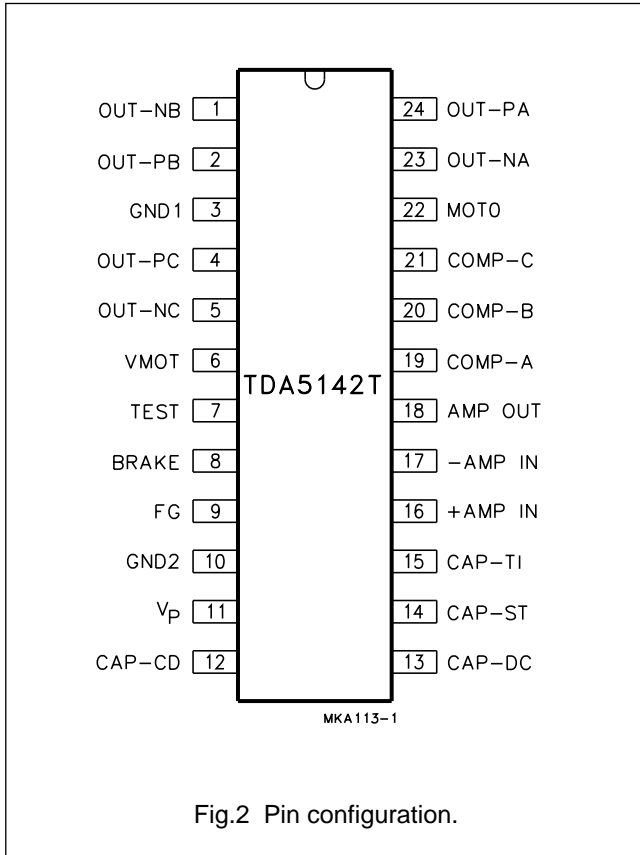 OUT-NB 1 24 OUT-PA
OUT-PB 2 23 OUT-NA
GND1 3 22 MOT0
OUT-PC 4 21 COMP-C
OUT-NC 5 20 COMP-B
VMOT 6 19 COMP-A
TDA5142T
TEST 7 18 AMP OUT
BRAKE 8 17 -AMP IN
FG 9 16 +AMP IN
GND2 10 15 CAP-TI
VP 11 14 CAP-ST
CAP-CD 12 13 CAP-DC
MKA113-1
Fig.2 Pin configuration.